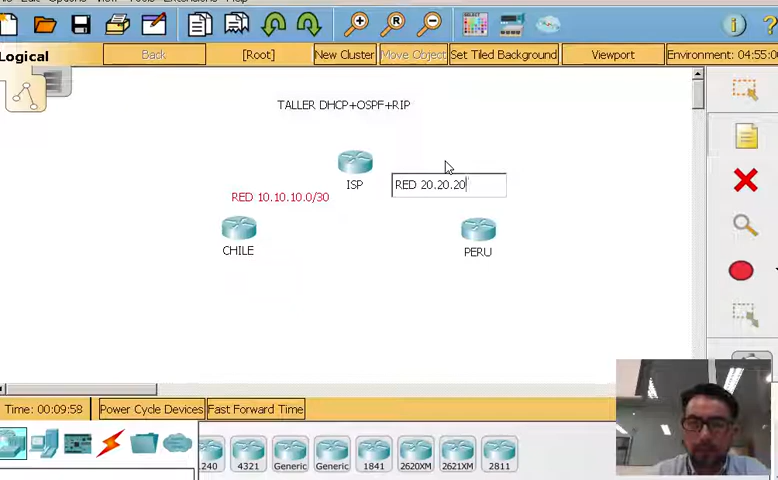 Logical
Back
[Root]
New Cluster
Move Object
Set Tiled Background
Viewport
Environment: 04:55:0
TALLER DHCP+OSPF+RIP
ISP
RED 20.20.20
RED 10.10.10.0/30
CHILE
PERU
Time: 00:09:58
Power Cycle Devices
Fast Forward Time
1240
4321
Generic
Generic
1841
2620XM
2621XM
2811